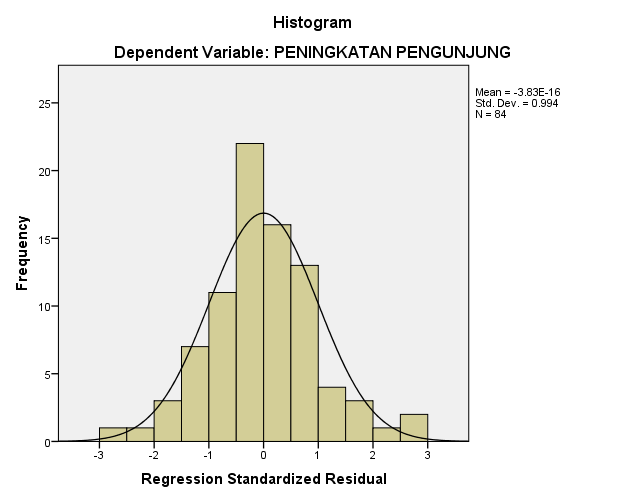 Histogram
Dependent Variable: PENINGKATAN PENGUNJUNG
Mean = -3.83E-16
Std. Dev. = 0.994
N = 84
Frequency
25
20
15
10
5
0
-3 -2 -1 0 1 2 3
Regression Standardized Residual